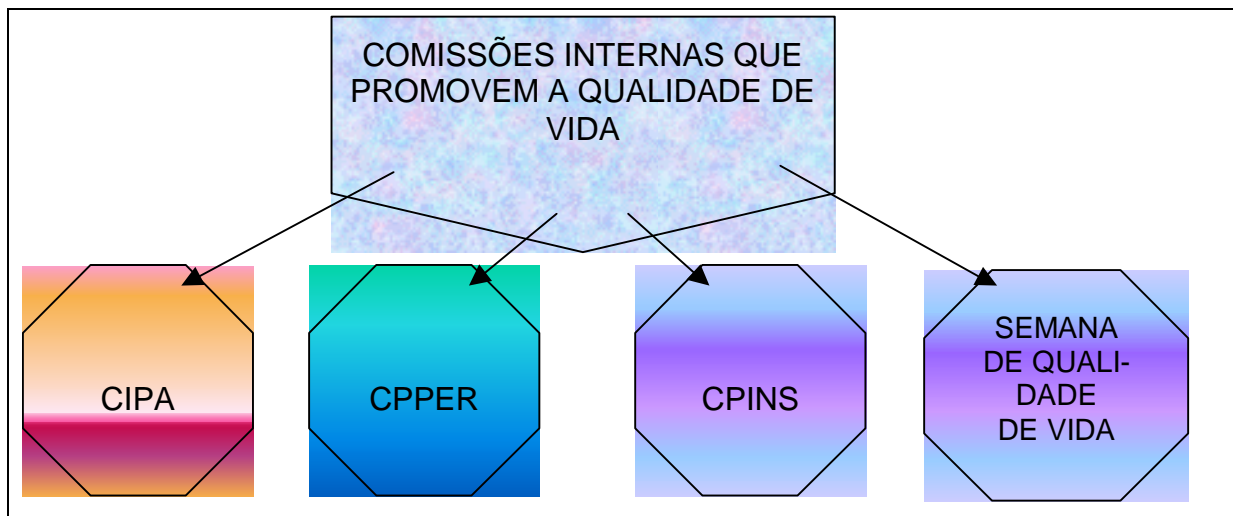 COMISSÕES INTERNAS QUE
PROMOVEM A QUALIDADE DE
VIDA
CIPA
CPPER
CPINS
SEMANA
DE QUALI-
DADE
DE VIDA